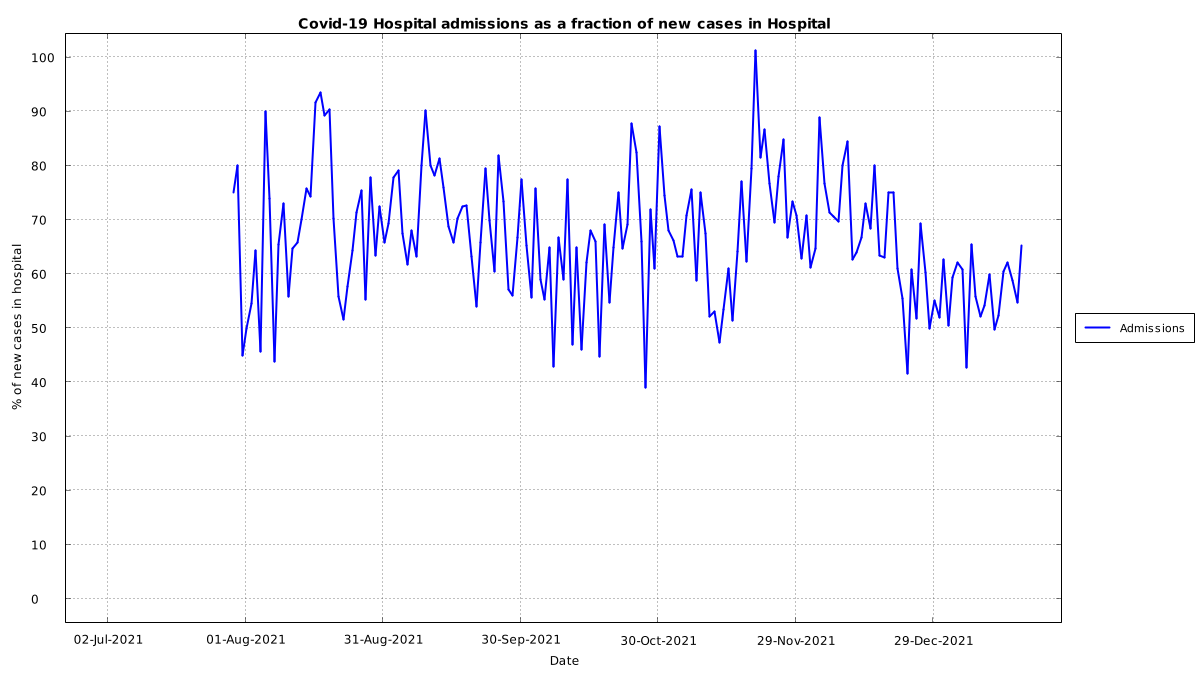 Covid-19 Hospital admissions as a fraction of new cases in Hospital
100
90
80
70
60
50
40
30
20
10
0
% of new cases in hospital
02-Jul-2021
01-Aug-2021
31-Aug-2021
30-Sep-2021
30-Oct-2021
29-Nov-2021
29-Dec-2021
Date
Admissions